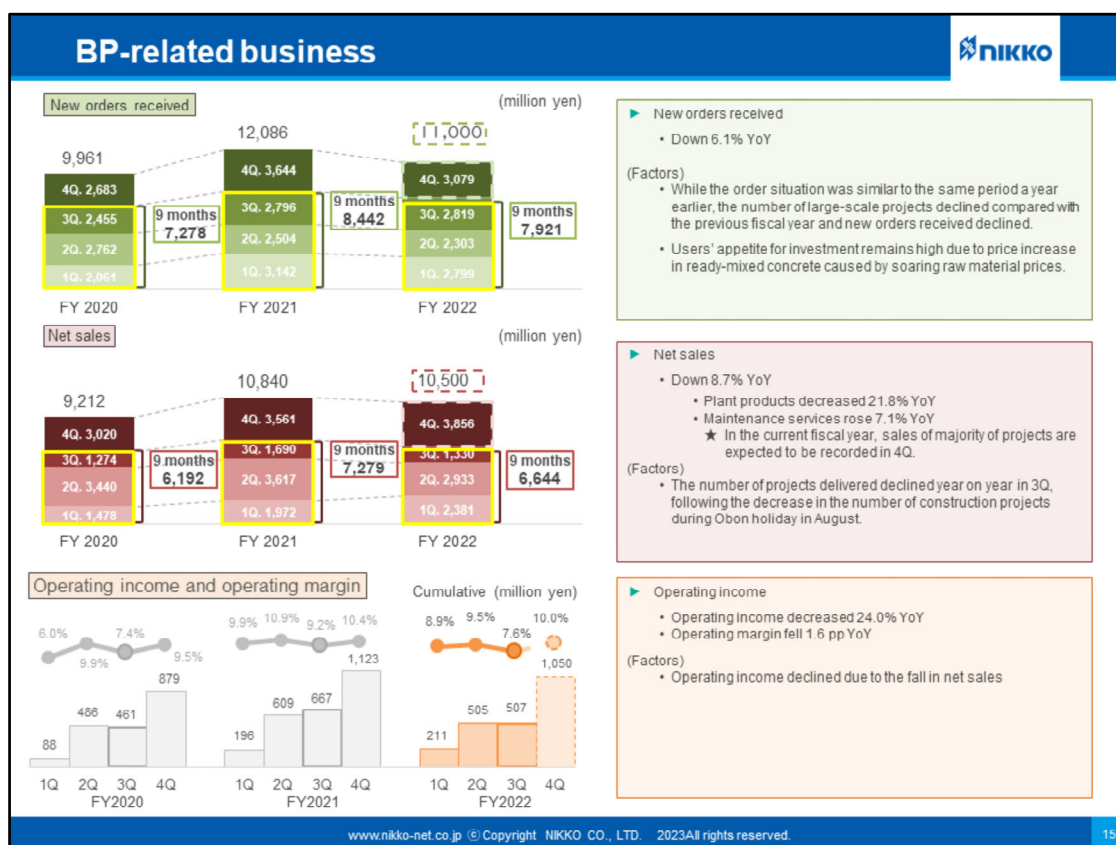 BP-related business
NIKKO
New orders received
(million yen)
9,961
12,086
11,000
4Q. 2,683
4Q. 3,644
4Q. 3,079
3Q. 2,455
3Q. 2,796
3Q. 2,819
2Q. 2,762
2Q. 2,504
2Q. 2,303
1Q. 2,061
1Q. 3,142
1Q. 2,799
9 months
7,278
9 months
8,442
9 months
7,921
FY 2020
FY 2021
FY 2022
► New orders received
• Down 6.1% YoY
(Factors)
• While the order situation was similar to the same period a year
earlier, the number of large-scale projects declined compared with
the previous fiscal year and new orders received declined.
• Users' appetite for investment remains high due to price increase
in ready-mixed concrete caused by soaring raw material prices.
Net sales
(million yen)
9,212
10,840
10,500
4Q. 3,020
4Q. 3,561
4Q. 3,856
3Q. 1,274
3Q. 1,690
3Q. 1,330
2Q. 3,440
2Q. 3,617
2Q. 2,933
1Q. 1,478
1Q. 1,972
1Q. 2,381
9 months
6,192
9 months
7,279
9 months
6,644
FY 2020
FY 2021
FY 2022
► Net sales
• Down 8.7% YoY
• Plant products decreased 21.8% YoY
• Maintenance services rose 7.1% YoY
★ In the current fiscal year, sales of majority of projects are
expected to be recorded in 4Q.
(Factors)
• The number of projects delivered declined year on year in 3Q,
following the decrease in the number of construction projects
during Obon holiday in August.
Operating income and operating margin
Cumulative (million yen)
6.0%
9.9%
7.4%
9.5%
9.9%
10.9%
9.2%
10.4%
8.9%
9.5%
7.6%
10.0%
88
486
461
879
196
609
667
1,123
211
505
507
1,050
1Q 2Q 3Q 4Q
FY2020
1Q 2Q 3Q 4Q
FY2021
1Q 2Q 3Q 4Q
FY2022
► Operating income
• Operating income decreased 24.0% YoY
• Operating margin fell 1.6 pp YoY
(Factors)
• Operating income declined due to the fall in net sales
www.nikko-net.co.jp ⓒ Copyright NIKKO CO., LTD. 2023All rights reserved.
15